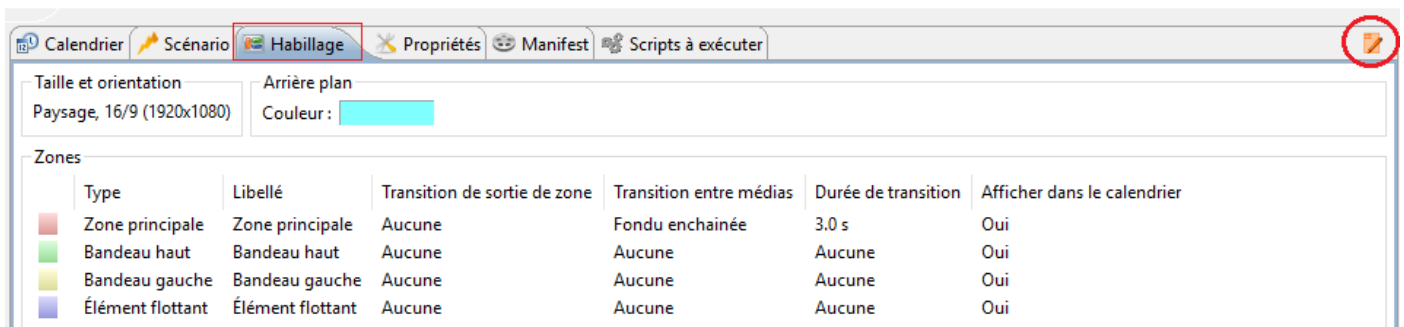 Calendrier Scénario Habillage Propriétés Manifest Scripts à exécuter
Taille et orientation Arrière plan
Paysage, 16/9 (1920x1080) Couleur :
Zones
Type Libellé Transition de sortie de zone Transition entre médias Durée de transition Afficher dans le calendrier
Zone principale Zone principale Aucune Fondu enchainée 3.0 s Oui
Bandeau haut Bandeau haut Aucune Aucune Aucune Oui
Bandeau gauche Bandeau gauche Aucune Aucune Aucune Oui
Élément flottant Élément flottant Aucune Aucune Aucune Oui